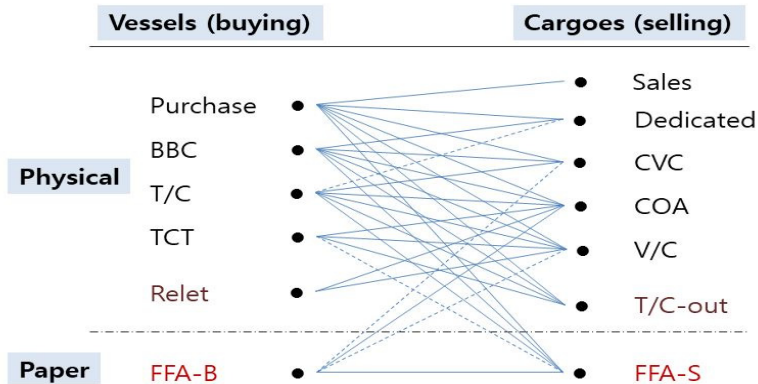 Vessels (buying) Cargoes (selling)
Sales
Purchase
Dedicated
BBC
CVC
Physical
T/C
COA
TCT
V/C
Relet
T/C-out
Paper
FFA-B
FFA-S